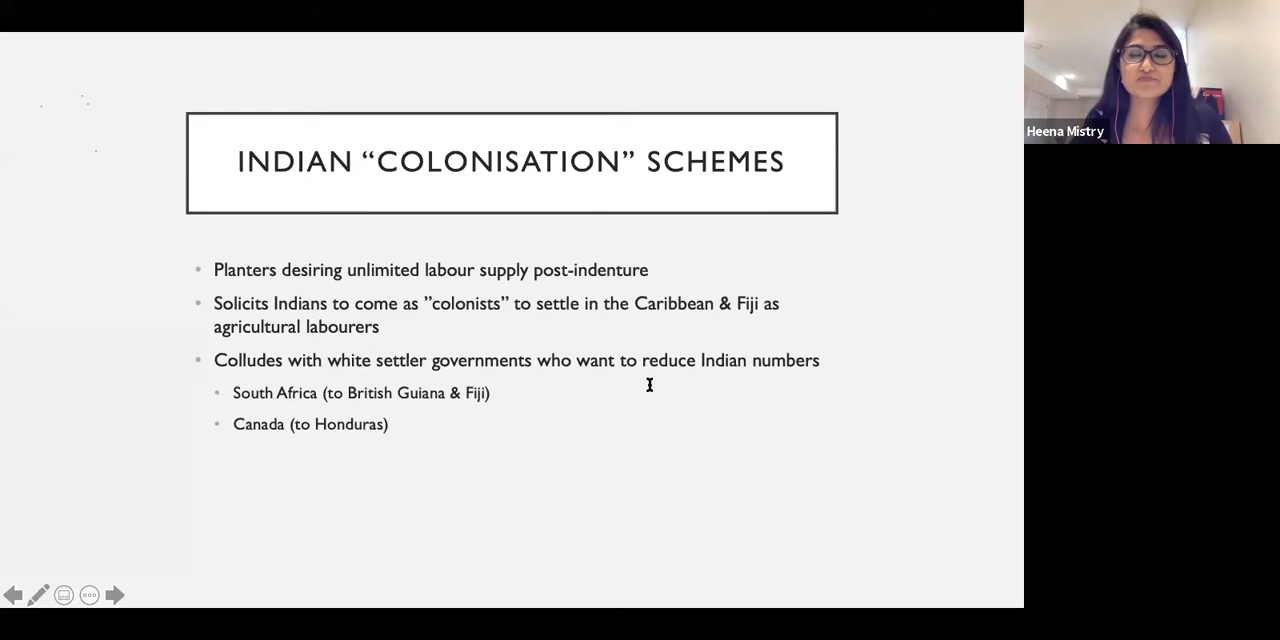 INDIAN “COLONISATION” SCHEMES
Planters desiring unlimited labour supply post-indenture
Solicits Indians to come as ”colonists” to settle in the Caribbean & Fiji as
agricultural labourers
Colludes with white settler governments who want to reduce Indian numbers
South Africa (to British Guiana & Fiji)
Canada (to Honduras)
Heena Mistry